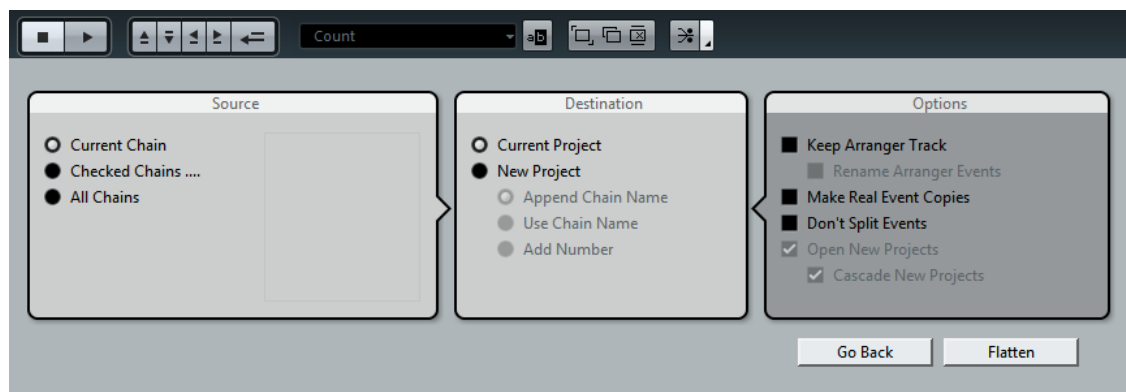 Count
ab
Source
Current Chain
Checked Chains ....
All Chains
Destination
Current Project
New Project
Append Chain Name
Use Chain Name
Add Number
Options
Keep Arranger Track
Rename Arranger Events
Make Real Event Copies
Don't Split Events
Open New Projects
Cascade New Projects
Go Back
Flatten